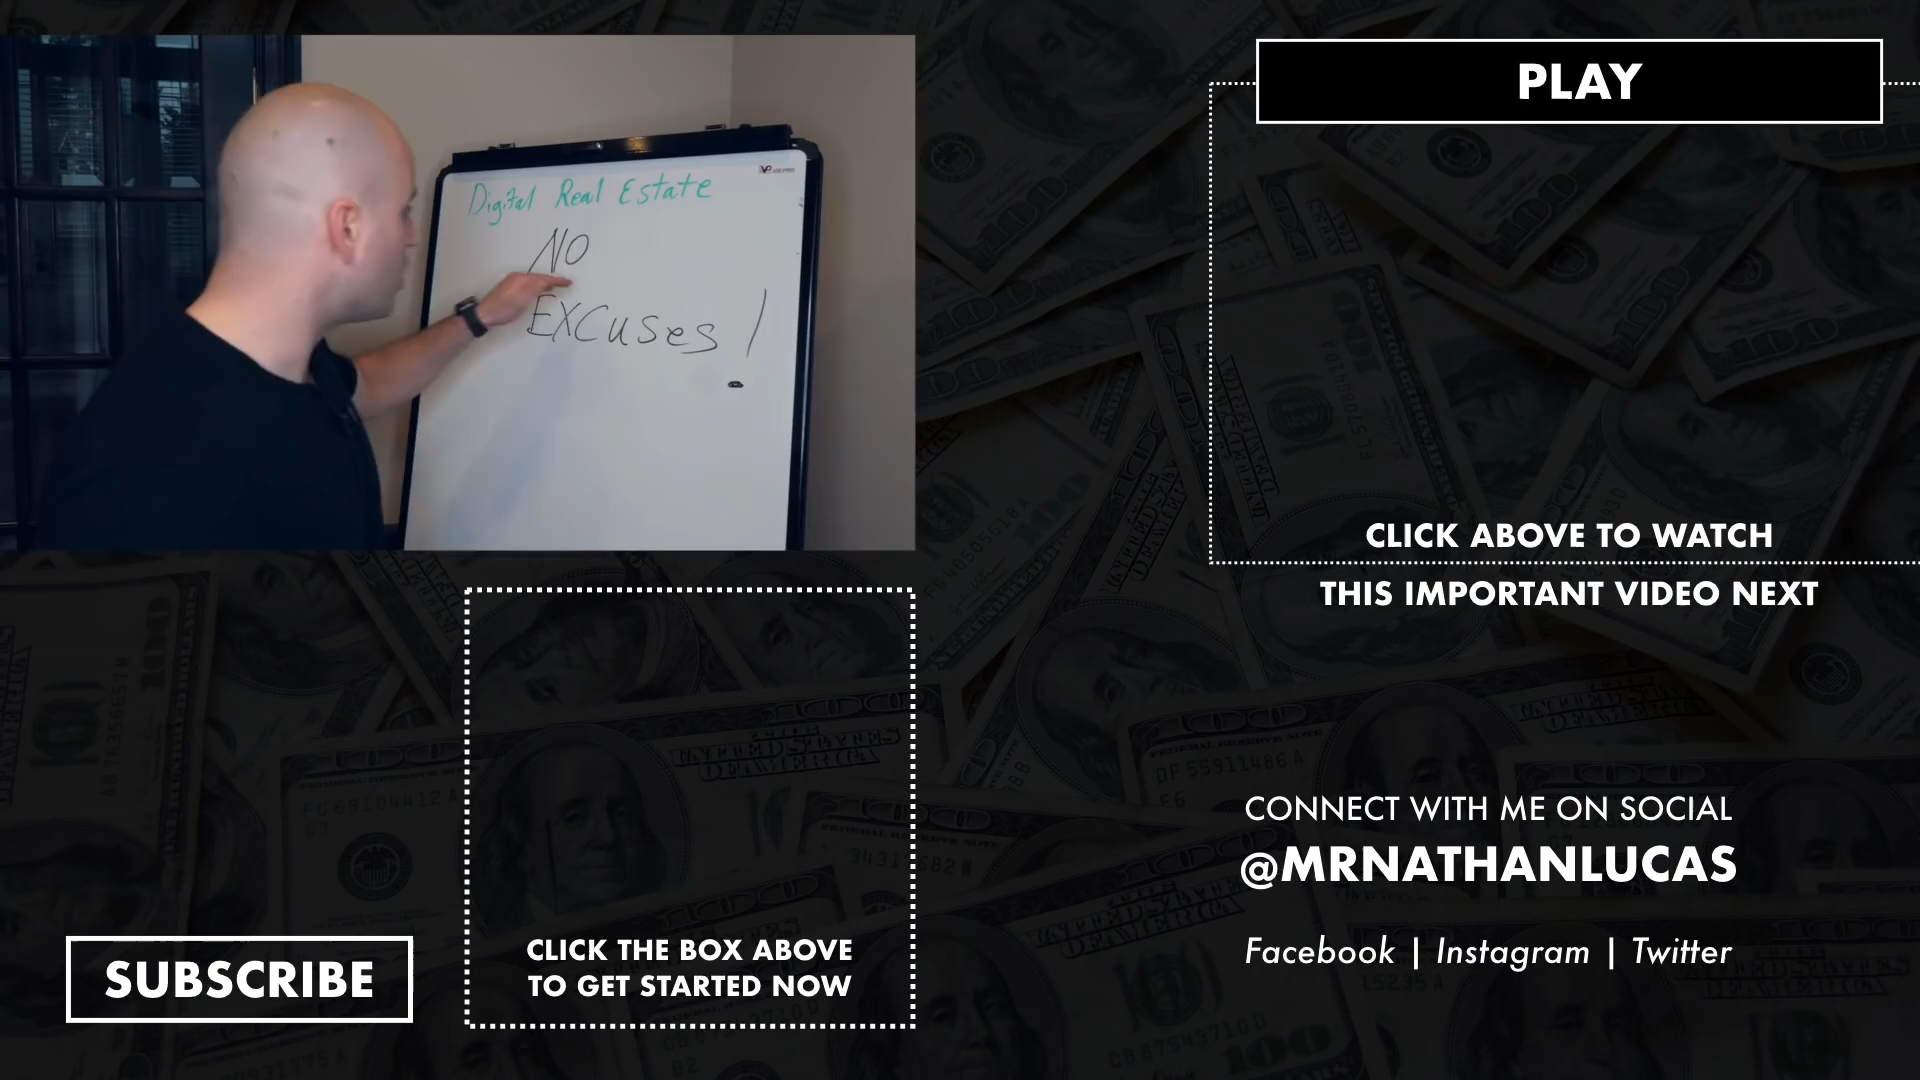 Digital Real Estate
NO
EXCUSES!
PLAY
CLICK ABOVE TO WATCH
THIS IMPORTANT VIDEO NEXT
CLICK THE BOX ABOVE
TO GET STARTED NOW
SUBSCRIBE
CONNECT WITH ME ON SOCIAL
@MRNATHANLUCAS
Facebook | Instagram | Twitter